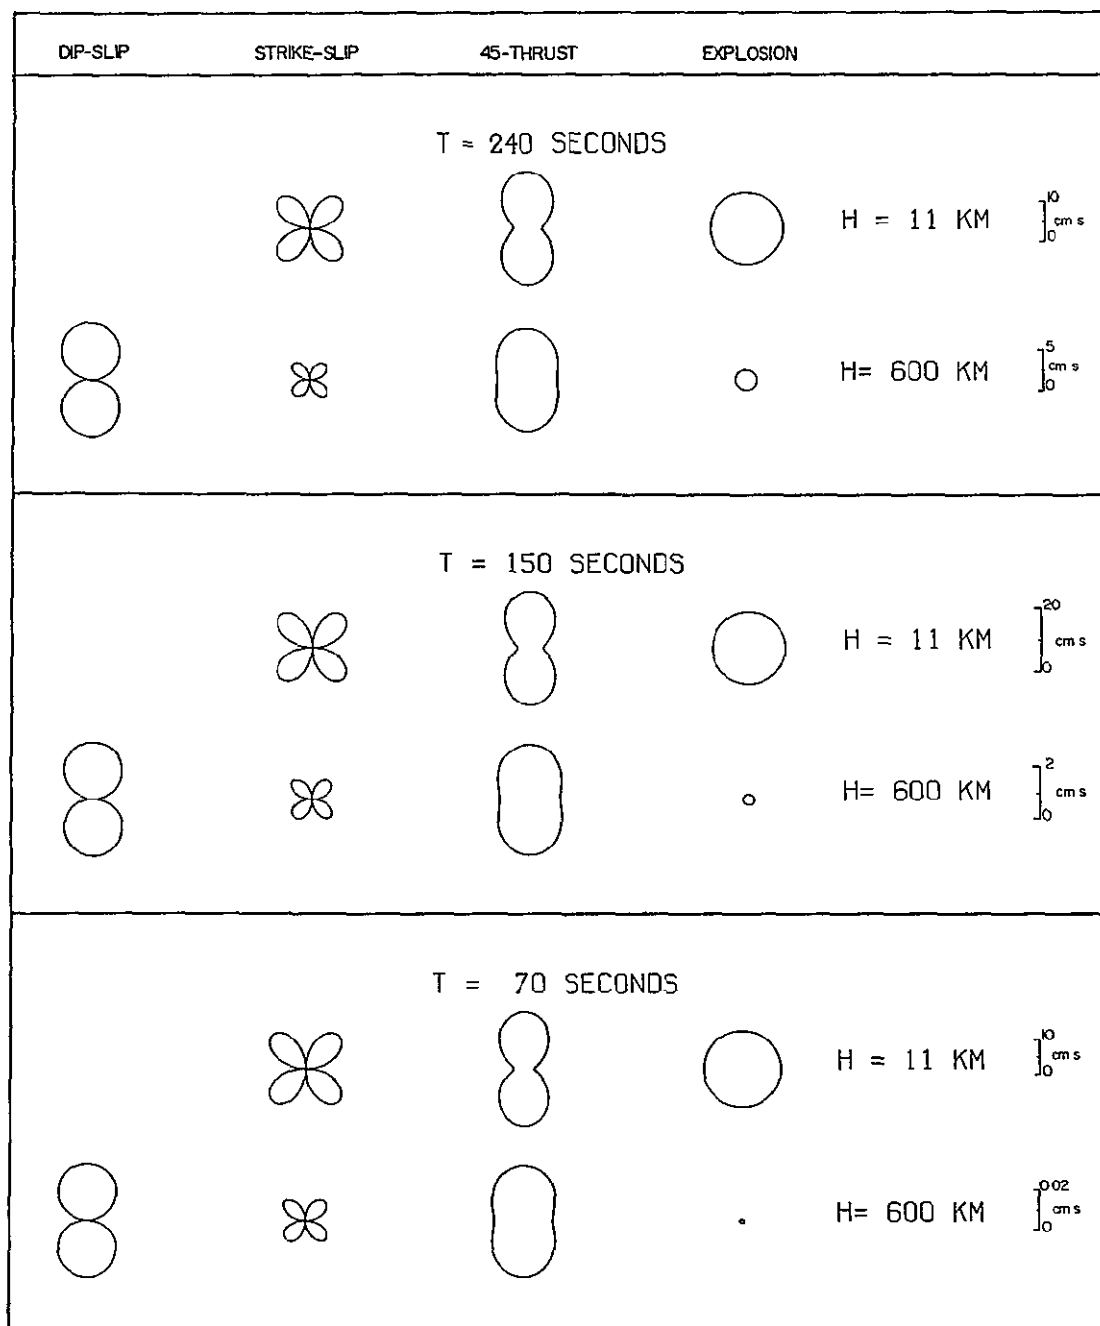 DIP-SLIP STRIKE-SLIP 45-THRUST EXPLOSION
T = 240 SECONDS
H = 11 KM 10 cm s 0
H= 600 KM 5 cm s 0
T = 150 SECONDS
H = 11 KM 20 cm s 0
H= 600 KM 2 cm s 0
T = 70 SECONDS
H = 11 KM 10 cm s 0
H= 600 KM 002 cm s 0